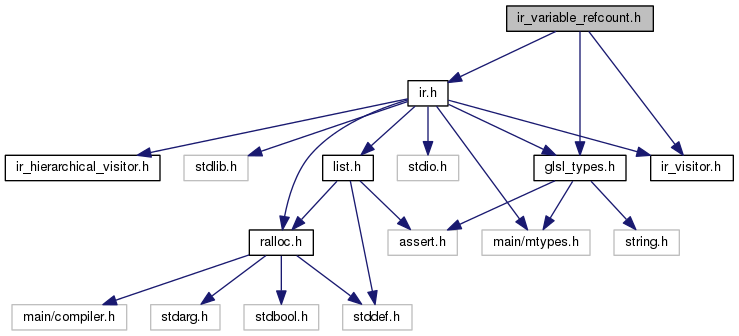 ir_variable_refcount.h
ir.h
ir_hierarchical_visitor.h
stdlib.h
list.h
stdio.h
glsl_types.h
ir_visitor.h
ralloc.h
assert.h
main/mtypes.h
string.h
main/compiler.h
stdarg.h
stdbool.h
stddef.h